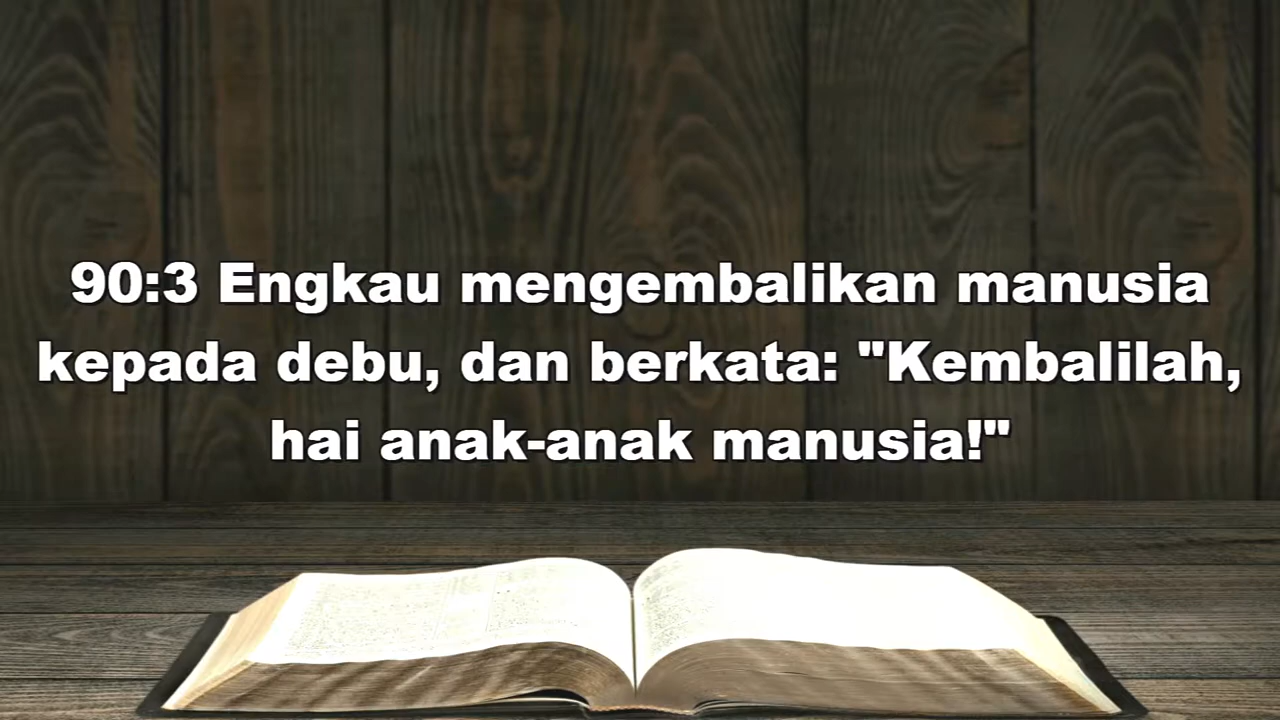 90:3 Engkau mengembalikan manusia
kepada debu, dan berkata: "Kembalilah,
hai anak-anak manusia!"